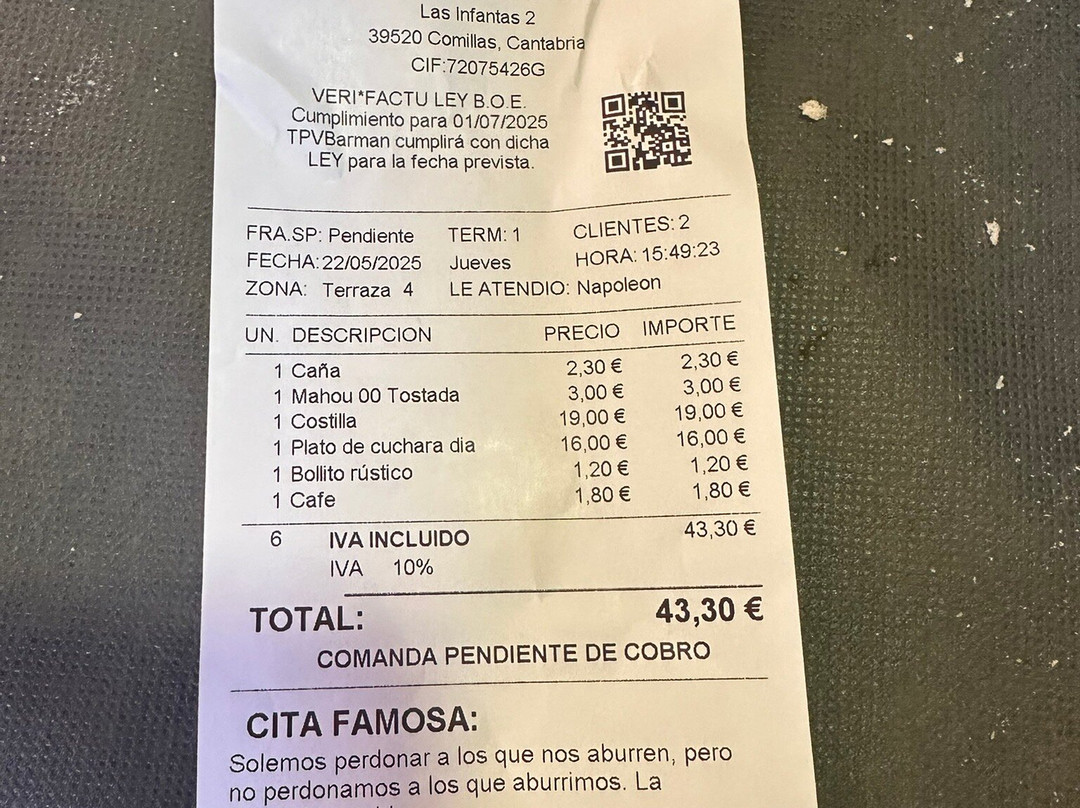 Las Infantas 2
39520 Comillas, Cantabria
CIF:72075426G
VERI*FACTU LEY B.O.E.
Cumplimiento para 01/07/2025
TPVBarman cumplirá con dicha
LEY para la fecha prevista.
FRA.SP: Pendiente TERM: 1 CLIENTES: 2
FECHA:22/05/2025 Jueves HORA: 15:49:23
ZONA: Terraza 4 LE ATENDIO: Napoleon
UN. DESCRIPCION PRECIO IMPORTE
1 Caña 2,30 € 2,30 €
1 Mahou 00 Tostada 3,00 € 3,00 €
1 Costilla 19,00 € 19,00 €
1 Plato de cuchara dia 16,00 € 16,00 €
1 Bollito rústico 1,20 € 1,20 €
1 Cafe 1,80 € 1,80 €
6 IVA INCLUIDO 43,30 €
IVA 10%
TOTAL: 43,30 €
COMANDA PENDIENTE DE COBRO
CITA FAMOSA:
Solemos perdonar a los que nos aburren, pero
no perdonamos a los que aburrimos. La